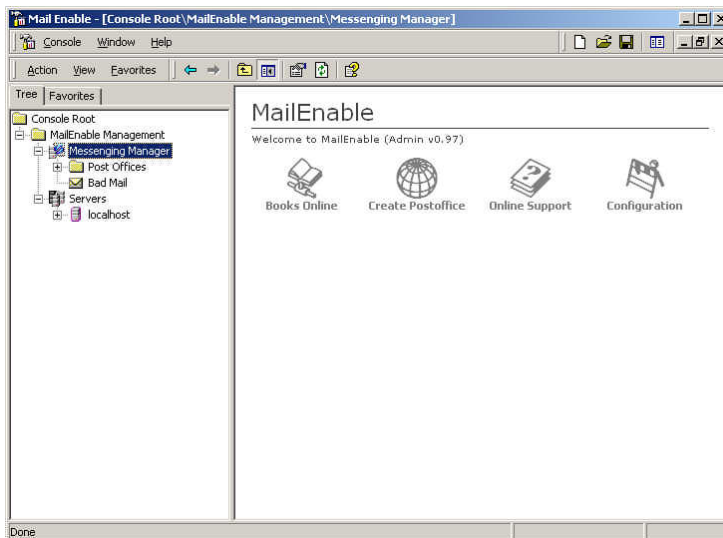 Mail Enable - [Console Root\MailEnable Management\Messenging Manager]
Console Window Help
Action View Favorites
Tree Favorites
Console Root
MailEnable Management
Messenging Manager
Post Offices
Bad Mail
Servers
localhost
MailEnable
Welcome to MailEnable (Admin v0.97)
Books Online Create Postoffice Online Support Configuration
Done